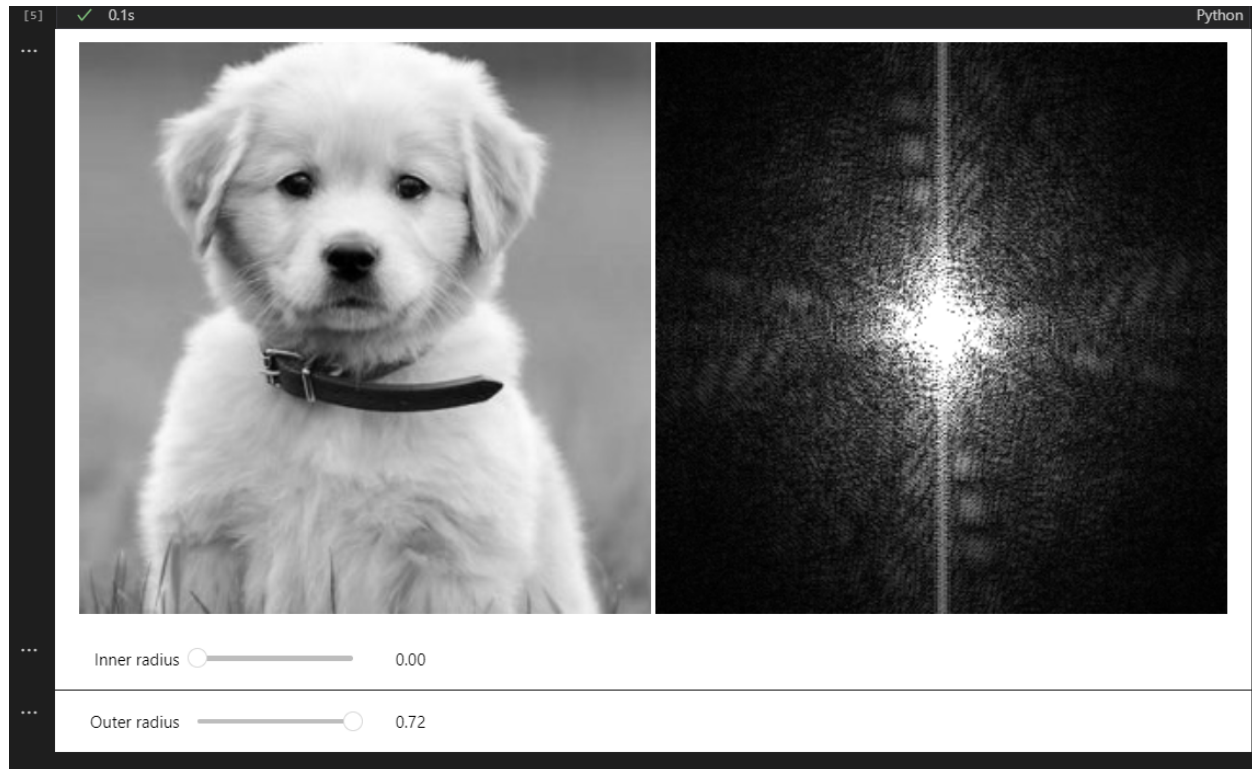 [5] ✓ 0.1s Python
...
...
Inner radius 0.00
...
Outer radius 0.72